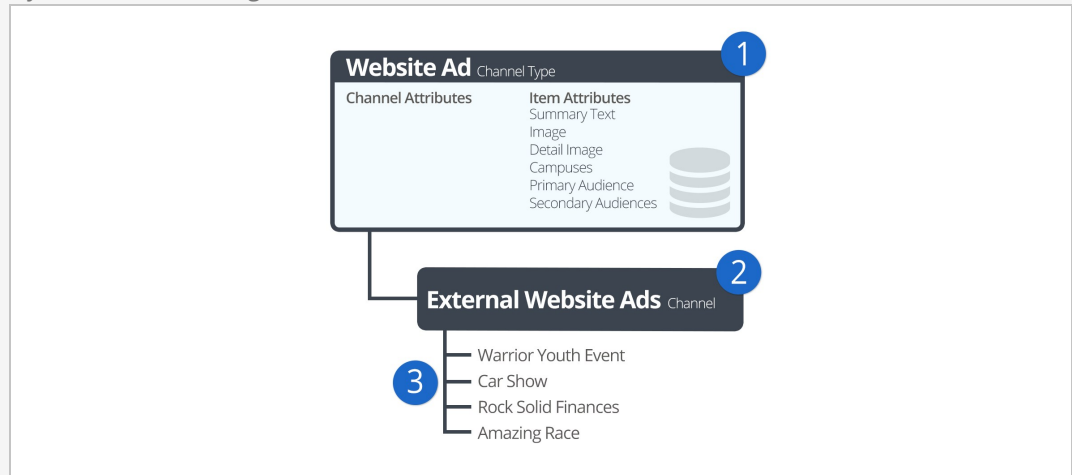 Website Ad Channel Type
1
Channel Attributes
Item Attributes
Summary Text
Image
Detail Image
Campuses
Primary Audience
Secondary Audiences
External Website Ads Channel
2
3
Warrior Youth Event
Car Show
Rock Solid Finances
Amazing Race